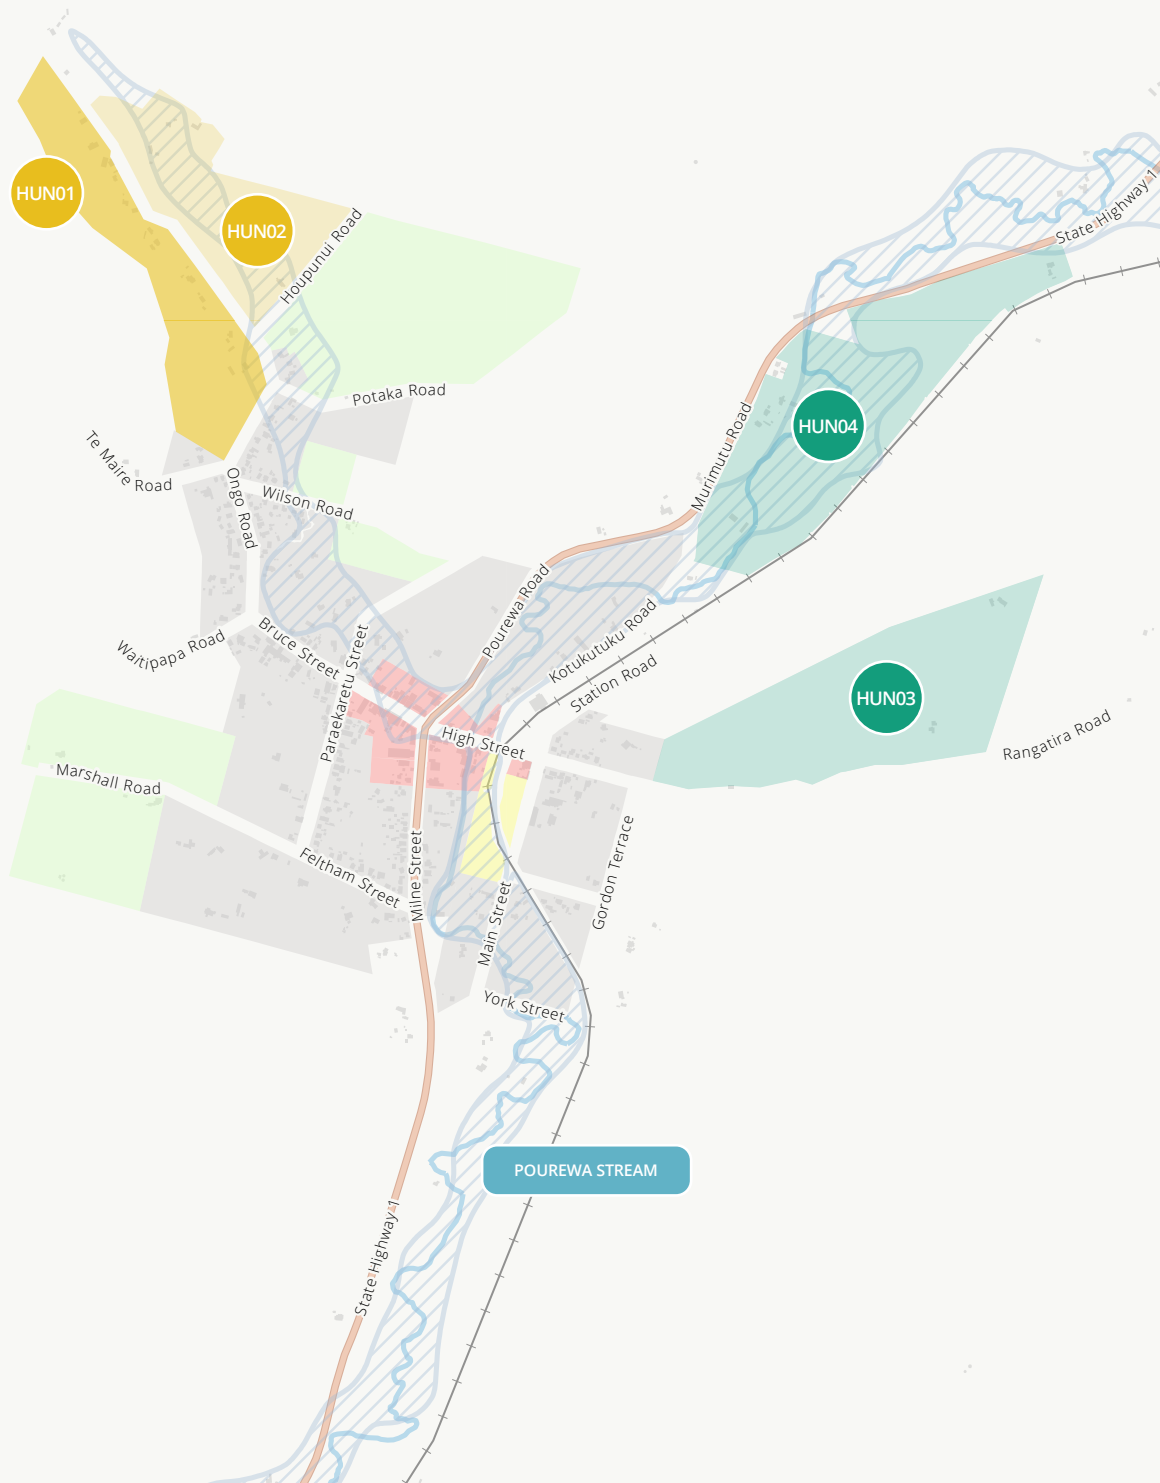 State Highway 1
HUN01
HUN02
Houpunui Road
Potaka Road
HUN04
Murimutu Road
Te Maire Road
Ongo Road
Wilson Road
Pourewa Road
Waitipapa Road
Bruce Street
Paraekaretu Street
Kotukutuku Road
Station Road
HUN03
Rangatira Road
High Street
Marshall Road
Feltham Street
Milne Street
Gordon Terrace
Main Street
York Street
POUREWA STREAM
State Highway 1